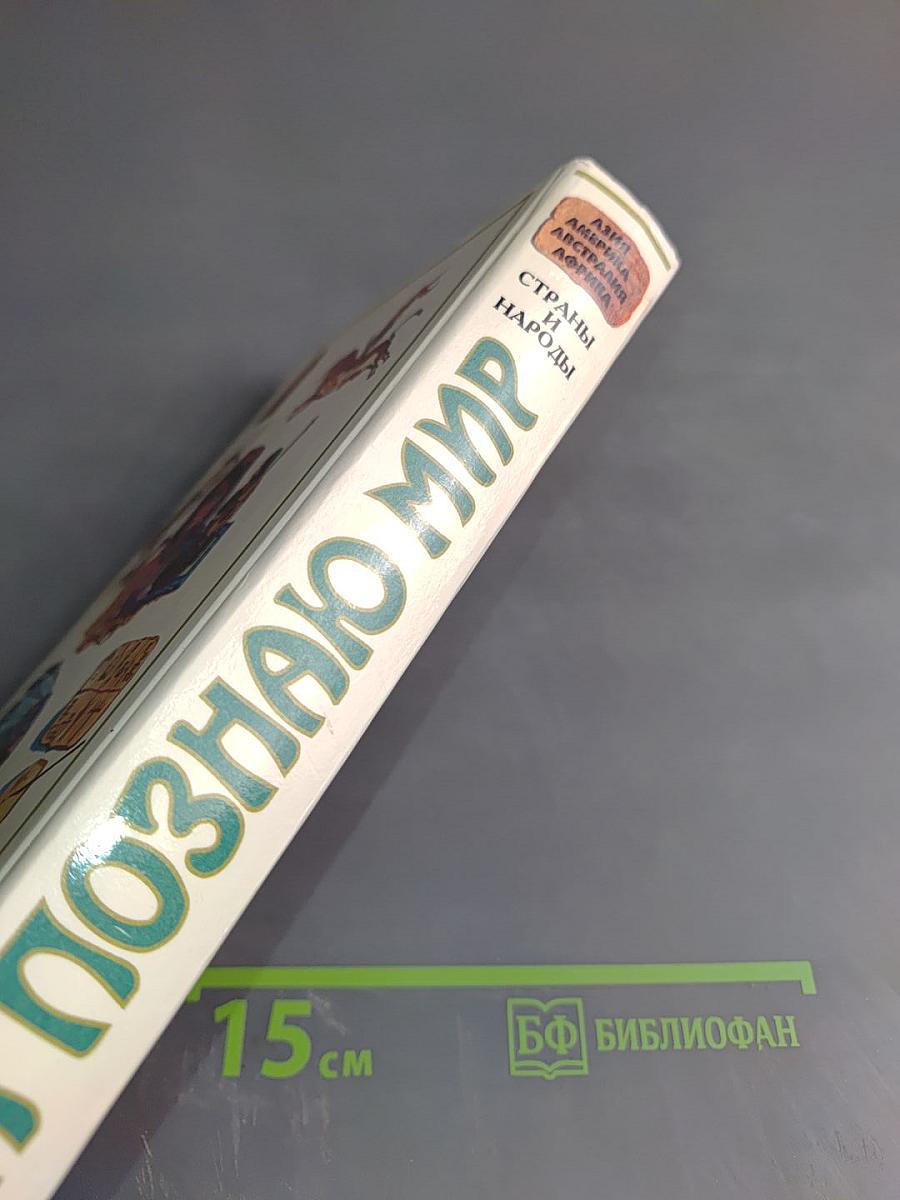 АЗИЯ
АМЕРИКА
АВСТРАЛИЯ
АФРИКА
СТРАНЫ
И
НАРОДЫ
Я ПОЗНАЮ МИР
15 см
БФ БИБЛИОФАН